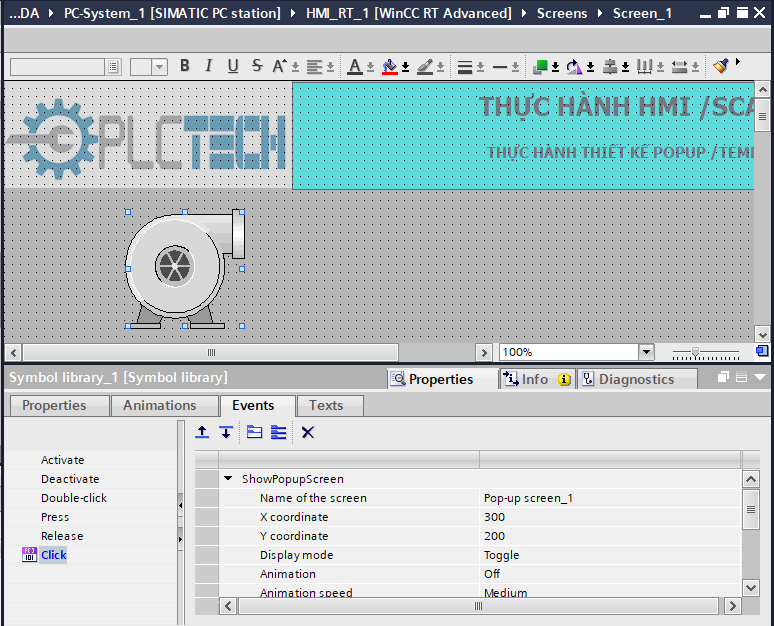 ...DA ▸ PC-System_1 [SIMATIC PC station] ▸ HMI_RT_1 [WinCC RT Advanced] ▸ Screens ▸ Screen_1
B I U S A A
PLCTECH
THỰC HÀNH HMI /SCA
THỰC HÀNH THIẾT KẾ POPUP /TEM
100%
Symbol library_1 [Symbol library]
Properties Info Diagnostics
Properties Animations Events Texts
Activate
Deactivate
Double-click
Press
Release
Click
ShowPopupScreen
Name of the screen Pop-up screen_1
X coordinate 300
Y coordinate 200
Display mode Toggle
Animation Off
Animation speed Medium